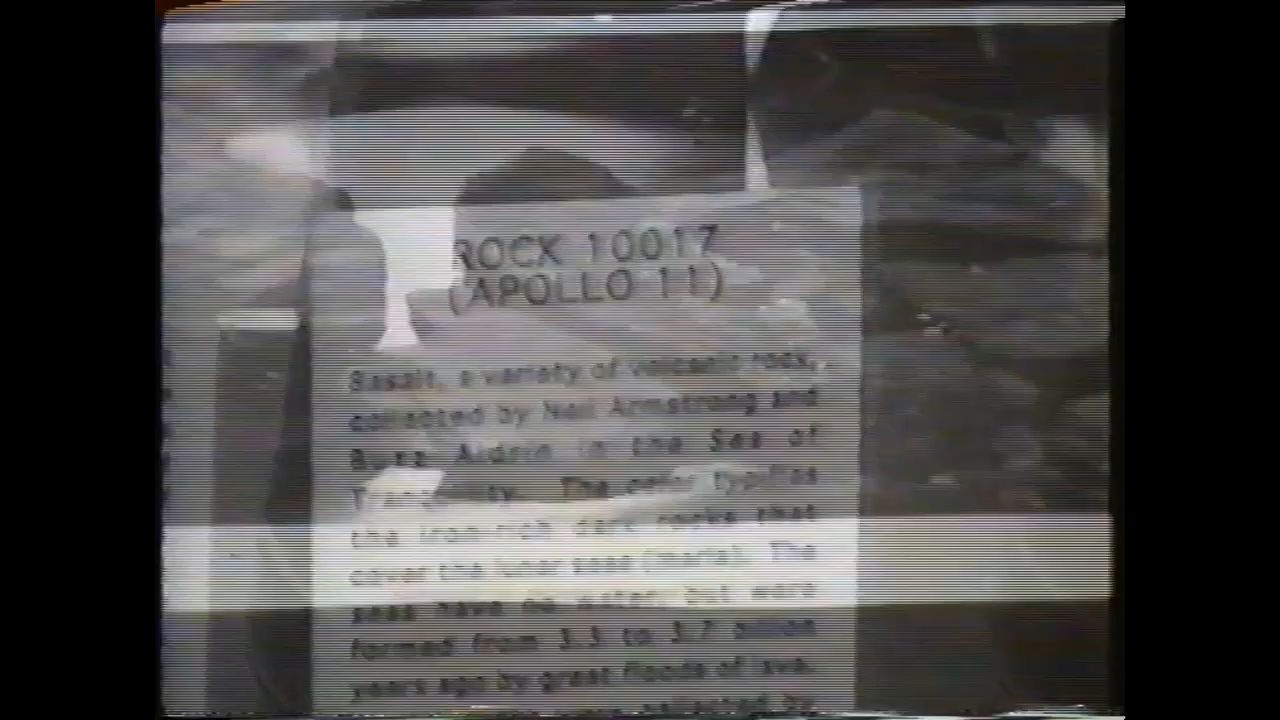 ROCK 10017
(APOLLO 11)
Basalt, a variety of volcanic rock,
collected by Neil Armstrong and
Buzz Aldrin in the Sea of
Tranquility. The color typifies
the iron-rich dark rocks that
cover the lunar seas (maria). The
seas have no water, but were
formed from 3.3 to 3.7 billion
years ago by great floods of lava.
collected by